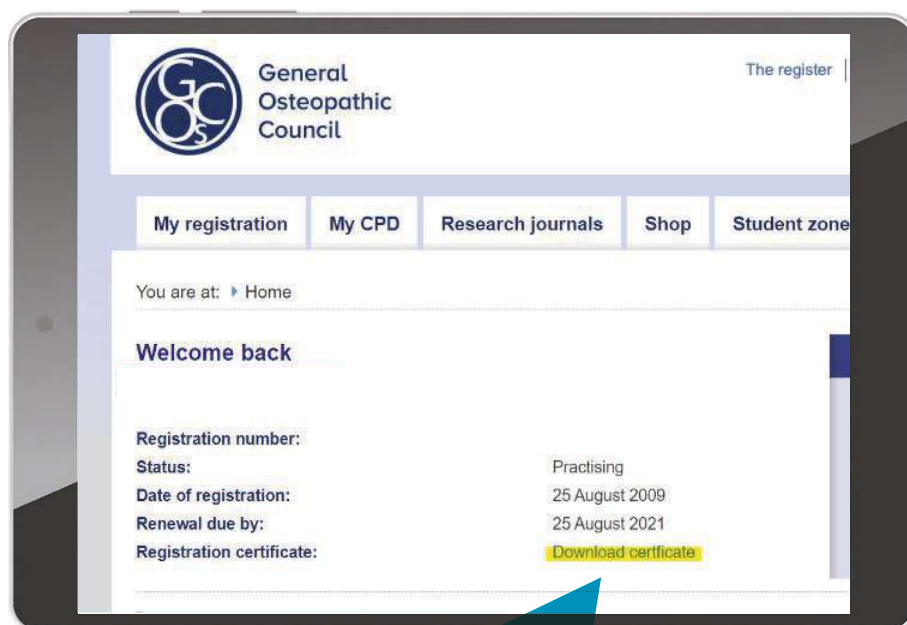 GOsC
General
Osteopathic
Council
The register
My registration
My CPD
Research journals
Shop
Student zone
You are at: Home
Welcome back
Registration number:
Status: Practising
Date of registration: 25 August 2009
Renewal due by: 25 August 2021
Registration certificate: Download certficate